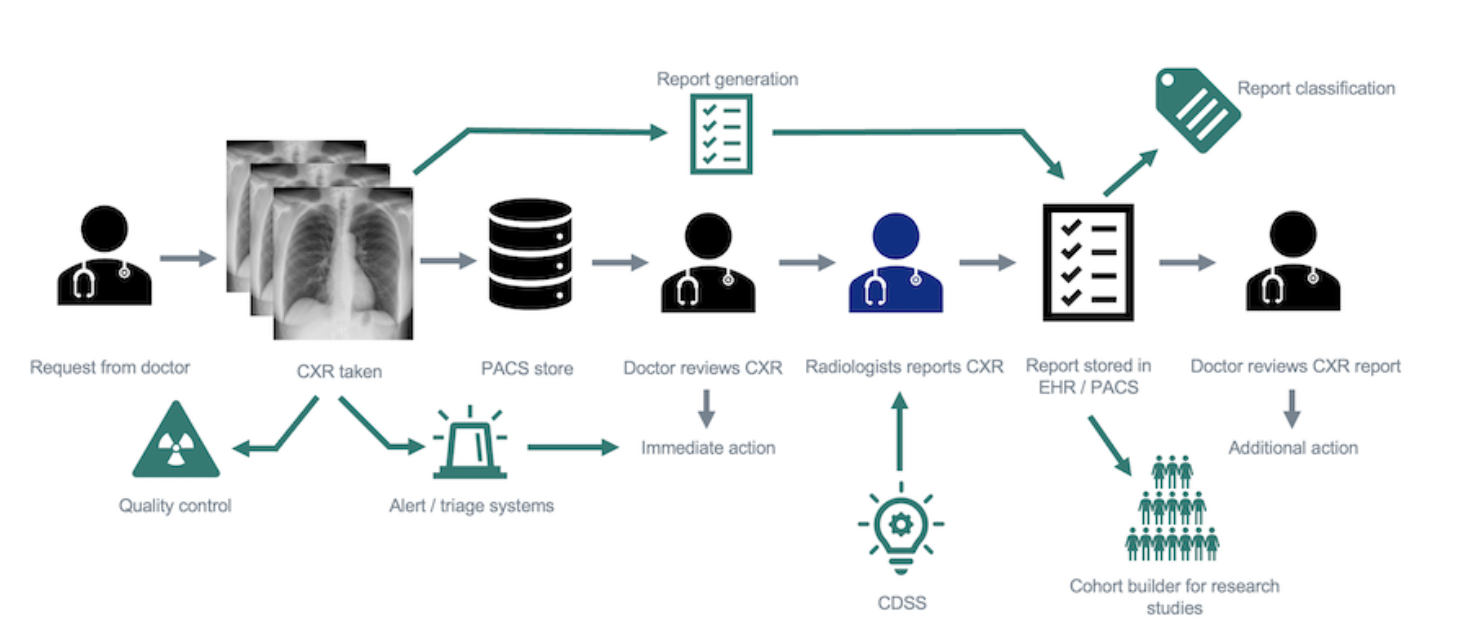 Report generation
Report classification
Request from doctor
CXR taken
PACS store
Doctor reviews CXR
Radiologists reports CXR
Report stored in
EHR / PACS
Doctor reviews CXR report
Immediate action
Additional action
Quality control
Alert / triage systems
CDSS
Cohort builder for research
studies